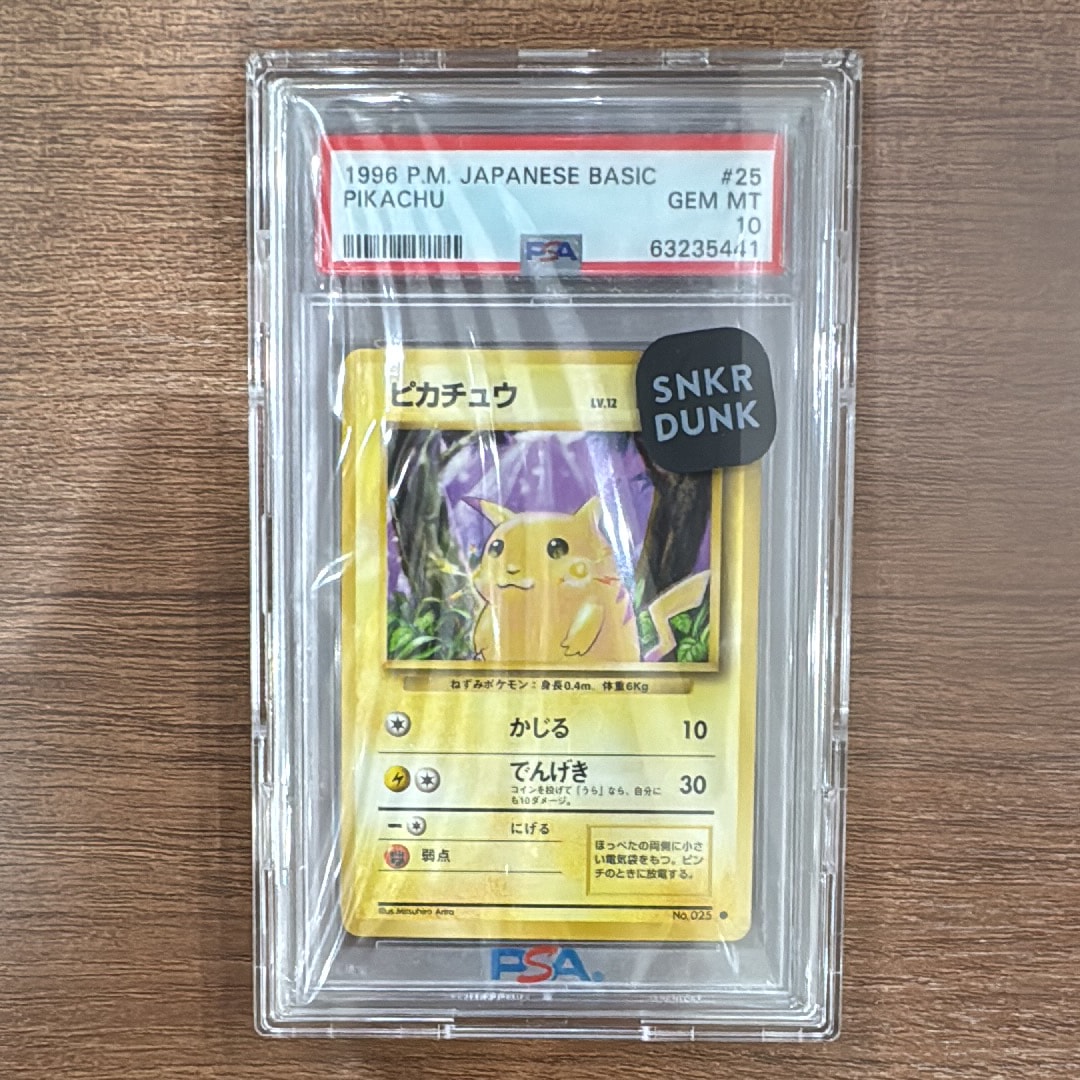 1996 P.M. JAPANESE BASIC #25
PIKACHU GEM MT
10
PSA 63235441
SNKR
DUNK
ピカチュウ LV.12
ねずみポケモン：身長0.4m. 体重6Kg
かじる 10
でんげき 30
コインを投げて「うら」なら、自分に
も10ダメージ。
にげる
弱点
ほっぺたの両側に小さ
い電気袋をもつ。ピン
チのときに放電する。
Illus. Mitsuhiro Arita No. 025
PSA